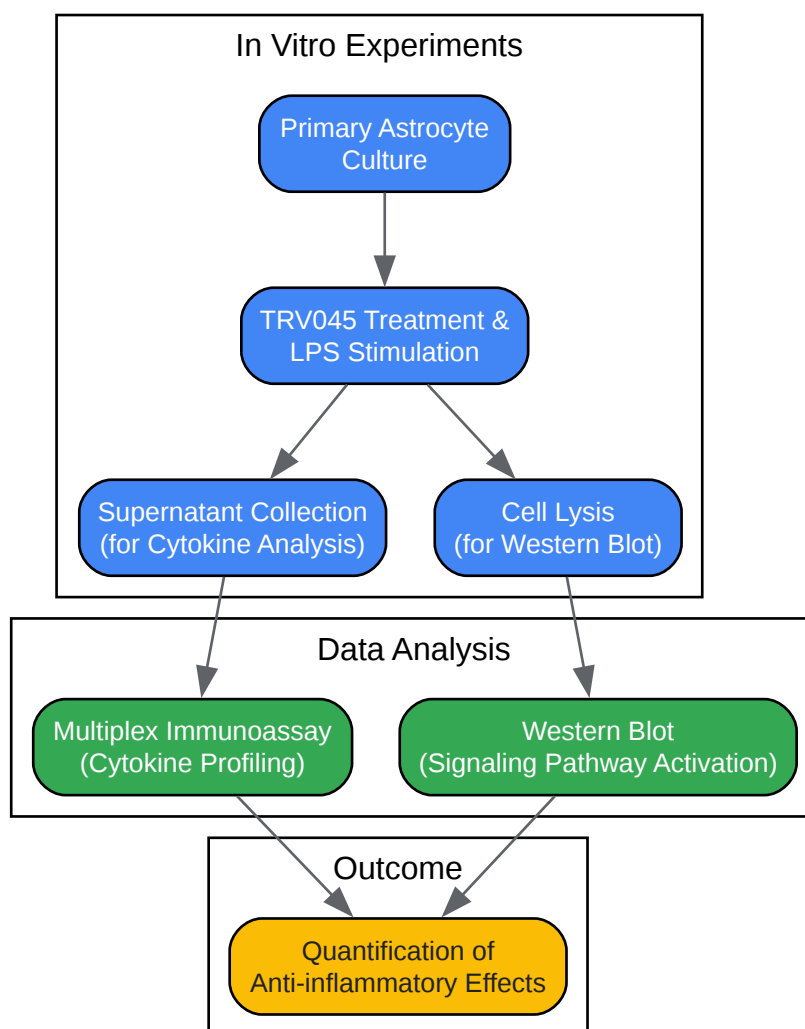 In Vitro Experiments
Primary Astrocyte
Culture
TRV045 Treatment &
LPS Stimulation
Supernatant Collection
(for Cytokine Analysis)
Cell Lysis
(for Western Blot)
Data Analysis
Multiplex Immunoassay
(Cytokine Profiling)
Western Blot
(Signaling Pathway Activation)
Outcome
Quantification of
Anti-inflammatory Effects